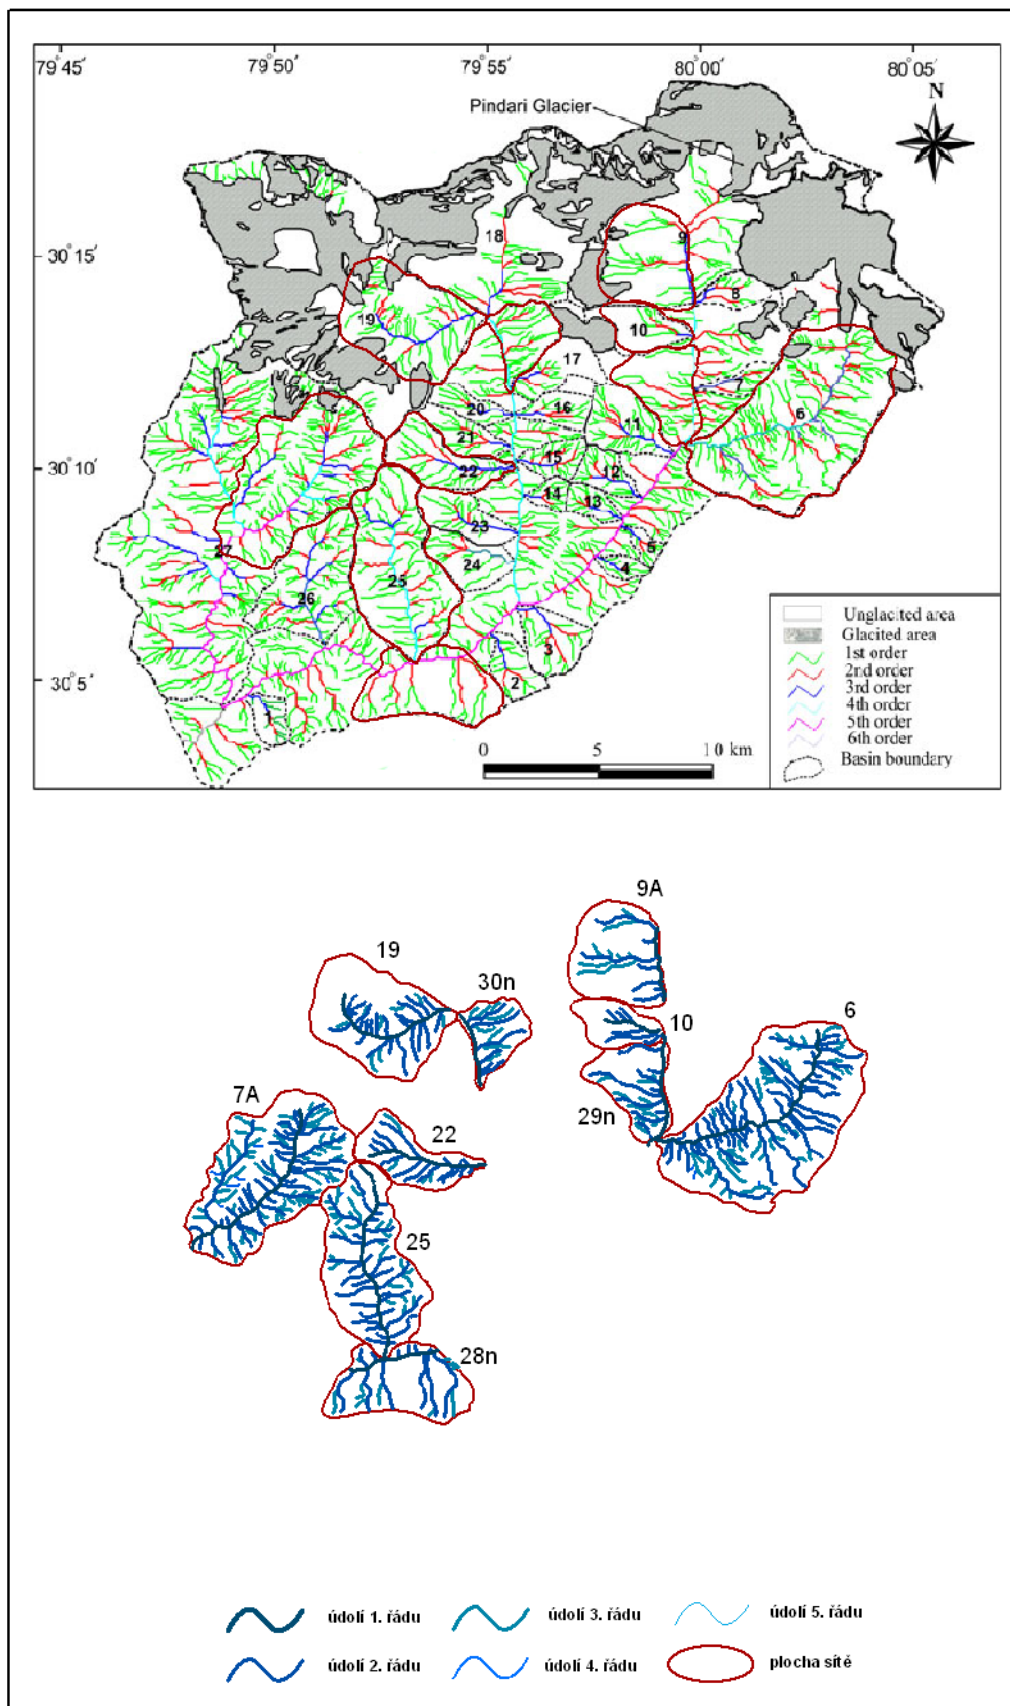 79°45' 79°50' 79°55' 80°00' 80°05'
Pindari Glacier
N
30°15'
30°10'
30°5'
18
9
8
19
10
17
7
6
20
16
11
21
15
22
12
14
13
23
5
24
4
27
25
26
3
2
1
Unglacited area
Glacited area
1st order
2nd order
3rd order
4th order
5th order
6th order
Basin boundary
0 5 10 km
9A
19
30n
10
6
7A
29n
22
25
28n
údolí 1. řádu
údolí 3. řádu
údolí 5. řádu
údolí 2. řádu
údolí 4. řádu
plocha sítě